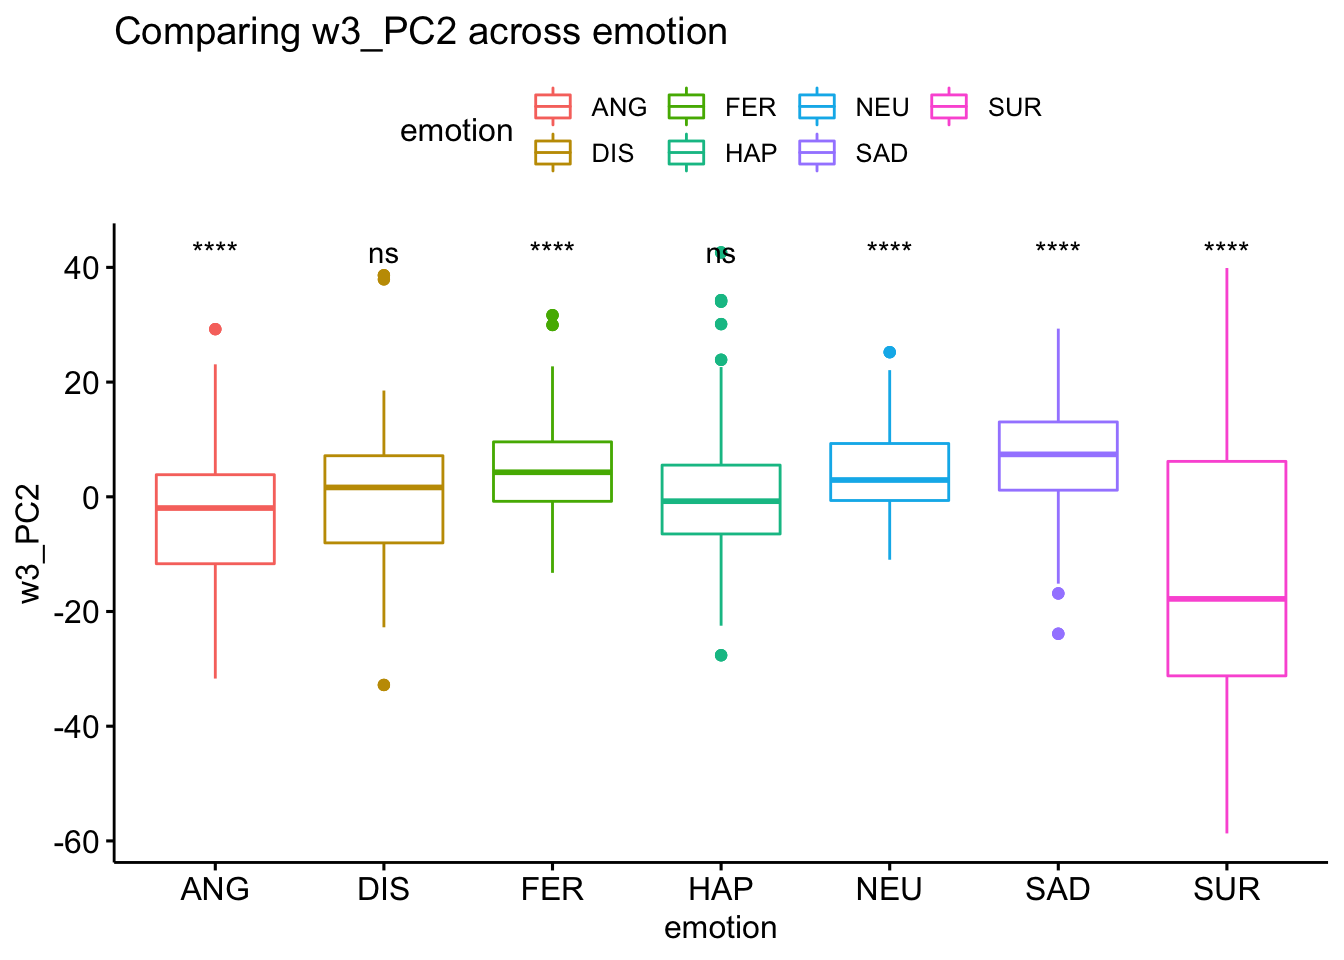 Comparing w3_PC2 across emotion
emotion
ANG FER NEU SUR
DIS HAP SAD
**** ns **** ns **** **** ****
40
20
0
-20
-40
-60
w3_PC2
ANG DIS FER HAP NEU SAD SUR
emotion